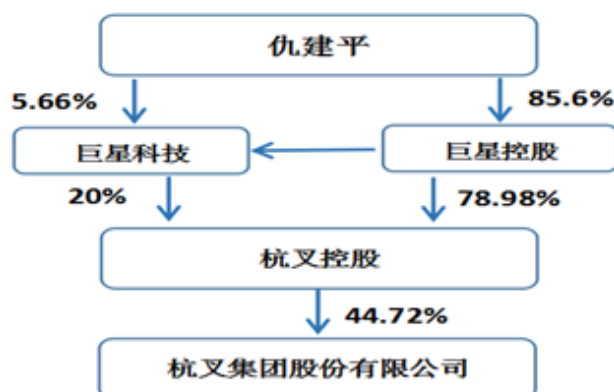 仇建平
5.66%
85.6%
巨星科技
巨星控股
20%
78.98%
杭叉控股
44.72%
杭叉集团股份有限公司